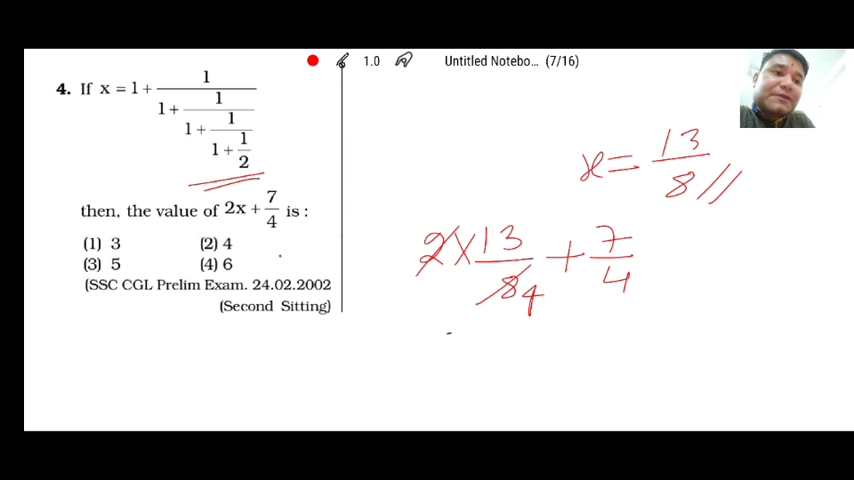 1.0 Untitled Notebo... (7/16)
4. If x = 1 + 1/(1 + 1/(1 + 1/(1 + 1/2)))
then, the value of 2x + 7/4 is :
(1) 3 (2) 4
(3) 5 (4) 6
(SSC CGL Prelim Exam. 24.02.2002
(Second Sitting)
x = 13/8 //
2 × 13/8 4 + 7/4